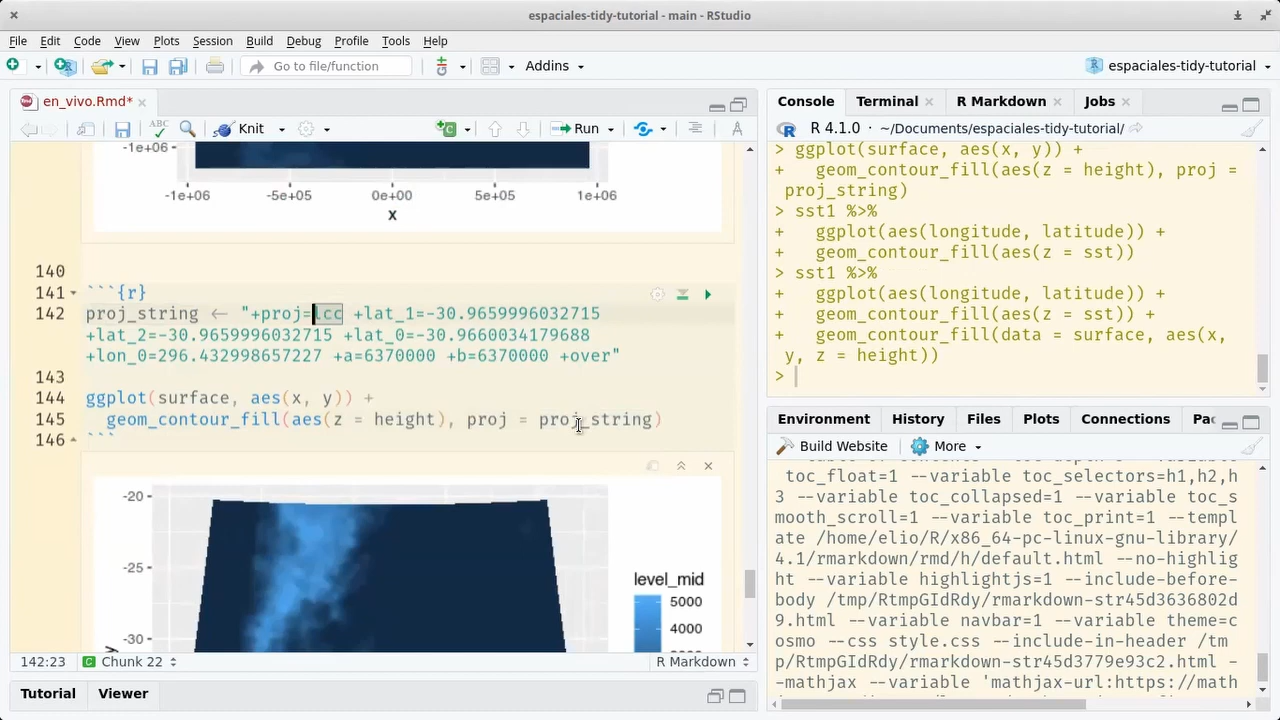 espaciales-tidy-tutorial - main - RStudio
File Edit Code View Plots Session Build Debug Profile Tools Help
Go to file/function Addins espaciales-tidy-tutorial
en_vivo.Rmd*
ABC Knit Run
-1e+06
-1e+06 -5e+05 0e+00 5e+05 1e+06
x
140
141 ```{r}
142 proj_string ← "+proj=lcc +lat_1=-30.9659996032715
+lat_2=-30.9659996032715 +lat_0=-30.9660034179688
+lon_0=296.432998657227 +a=6370000 +b=6370000 +over"
143
144 ggplot(surface, aes(x, y)) +
145 geom_contour_fill(aes(z = height), proj = proj_string)
146 ```
-20
-25
-30
y
level_mid
5000
4000
142:23 Chunk 22 R Markdown
Tutorial Viewer
Console Terminal R Markdown Jobs
R 4.1.0 · ~/Documents/espaciales-tidy-tutorial/
> ggplot(surface, aes(x, y)) +
+ geom_contour_fill(aes(z = height), proj =
proj_string)
> sst1 %>%
+ ggplot(aes(longitude, latitude)) +
+ geom_contour_fill(aes(z = sst))
> sst1 %>%
+ ggplot(aes(longitude, latitude)) +
+ geom_contour_fill(aes(z = sst)) +
+ geom_contour_fill(data = surface, aes(x,
y, z = height))
>
Environment History Files Plots Connections Pa
Build Website More
toc_float=1 --variable toc_selectors=h1,h2,h
3 --variable toc_collapsed=1 --variable toc_s
mooth_scroll=1 --variable toc_print=1 --templ
ate /home/elio/R/x86_64-pc-linux-gnu-library/
4.1/rmarkdown/rmd/h/default.html --no-highlig
ht --variable highlightjs=1 --include-before-
body /tmp/RtmpGIdRdy/rmarkdown-str45d3636802d
9.html --variable navbar=1 --variable theme=c
osmo --css style.css --include-in-header /tm
p/RtmpGIdRdy/rmarkdown-str45d3779e93c2.html -
-mathjax --variable 'mathjax-url:https://math